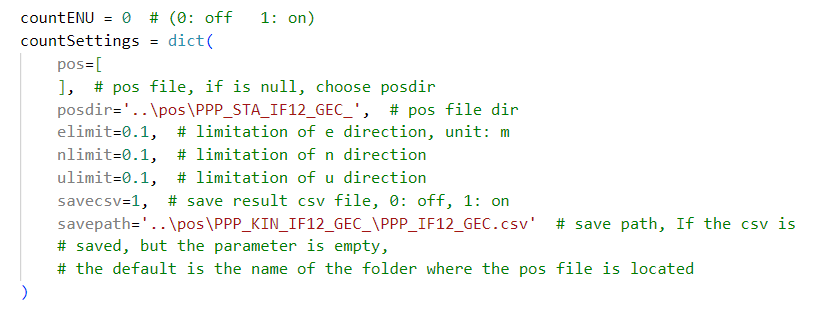 countENU = 0  # (0: off   1: on)
countSettings = dict(
    pos=[
    ],  # pos file, if is null, choose posdir
    posdir='..\pos\PPP_STA_IF12_GEC_',  # pos file dir
    elimit=0.1,  # limitation of e direction, unit: m
    nlimit=0.1,  # limitation of n direction
    ulimit=0.1,  # limitation of u direction
    savecsv=1,  # save result csv file, 0: off, 1: on
    savepath='..\pos\PPP_KIN_IF12_GEC_\PPP_IF12_GEC.csv'  # save path, If the csv is
    # saved, but the parameter is empty,
    # the default is the name of the folder where the pos file is located
)